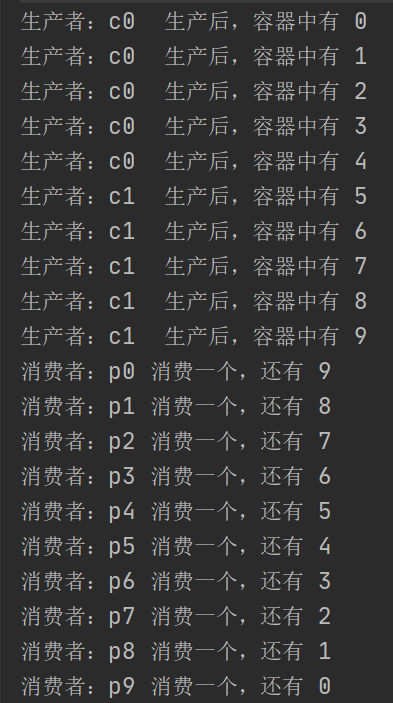 生产者：c0  生产后，容器中有 0
生产者：c0  生产后，容器中有 1
生产者：c0  生产后，容器中有 2
生产者：c0  生产后，容器中有 3
生产者：c0  生产后，容器中有 4
生产者：c1  生产后，容器中有 5
生产者：c1  生产后，容器中有 6
生产者：c1  生产后，容器中有 7
生产者：c1  生产后，容器中有 8
生产者：c1  生产后，容器中有 9
消费者：p0 消费一个，还有 9
消费者：p1 消费一个，还有 8
消费者：p2 消费一个，还有 7
消费者：p3 消费一个，还有 6
消费者：p4 消费一个，还有 5
消费者：p5 消费一个，还有 4
消费者：p6 消费一个，还有 3
消费者：p7 消费一个，还有 2
消费者：p8 消费一个，还有 1
消费者：p9 消费一个，还有 0